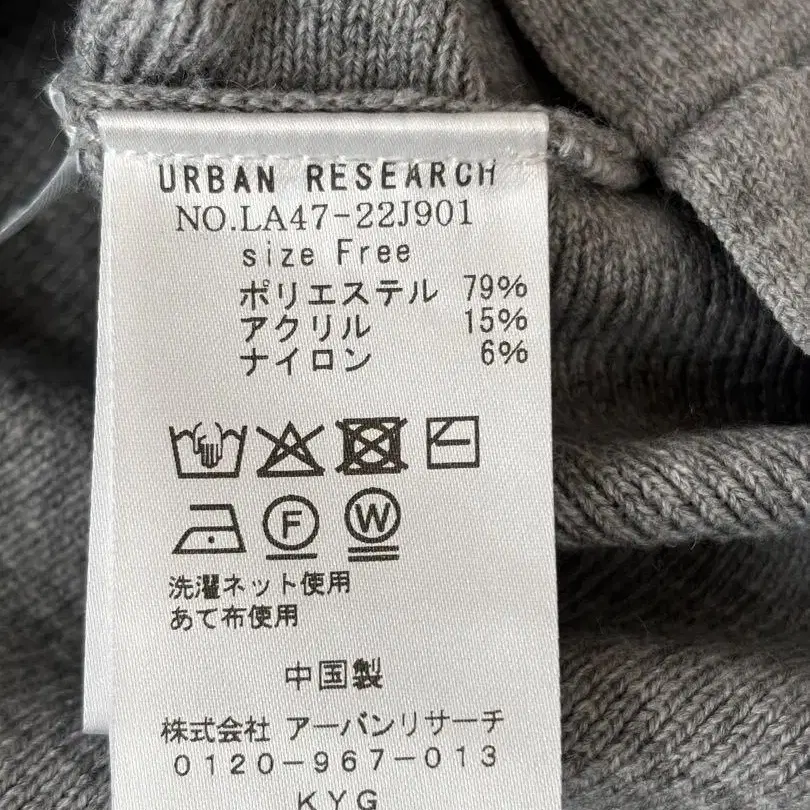 URBAN RESEARCH
NO.LA47-22J901
size Free
ポリエステル 79%
アクリル 15%
ナイロン 6%
F W
洗濯ネット使用
あて布使用
中国製
株式会社 アーバンリサーチ
0120-967-013
KYG